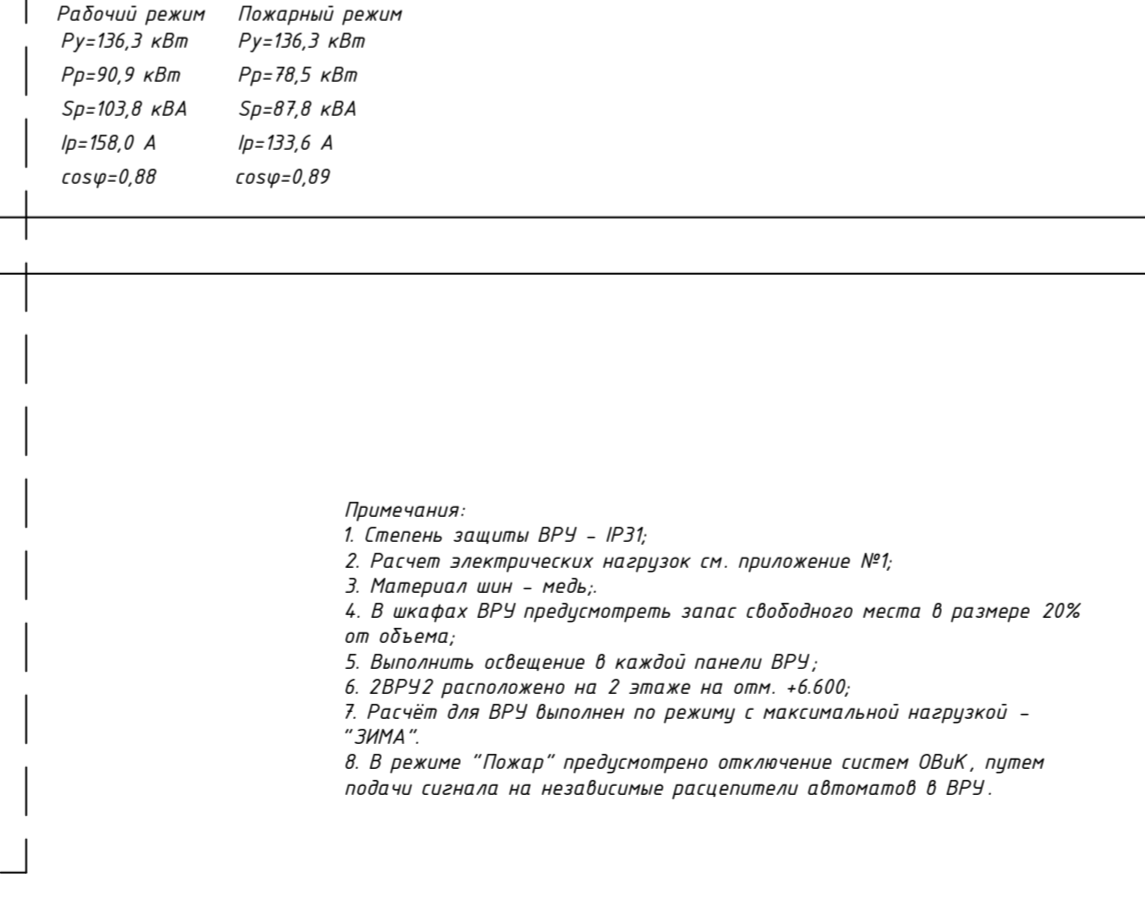 Рабочий режим Пожарный режим
Ру=136,3 кВт Ру=136,3 кВт
Рр=90,9 кВт Рр=78,5 кВт
Sр=103,8 кВА Sр=87,8 кВА
Iр=158,0 А Iр=133,6 А
cosφ=0,88 cosφ=0,89
Примечания:
1. Степень защиты ВРУ – IP31;
2. Расчет электрических нагрузок см. приложение №1;
3. Материал шин – медь;.
4. В шкафах ВРУ предусмотреть запас свободного места в размере 20%
от объема;
5. Выполнить освещение в каждой панели ВРУ;
6. 2ВРУ2 расположено на 2 этаже на отм. +6.600;
7. Расчёт для ВРУ выполнен по режиму с максимальной нагрузкой –
"ЗИМА".
8. В режиме "Пожар" предусмотрено отключение систем ОВиК, путем
подачи сигнала на независимые расцепители автоматов в ВРУ.